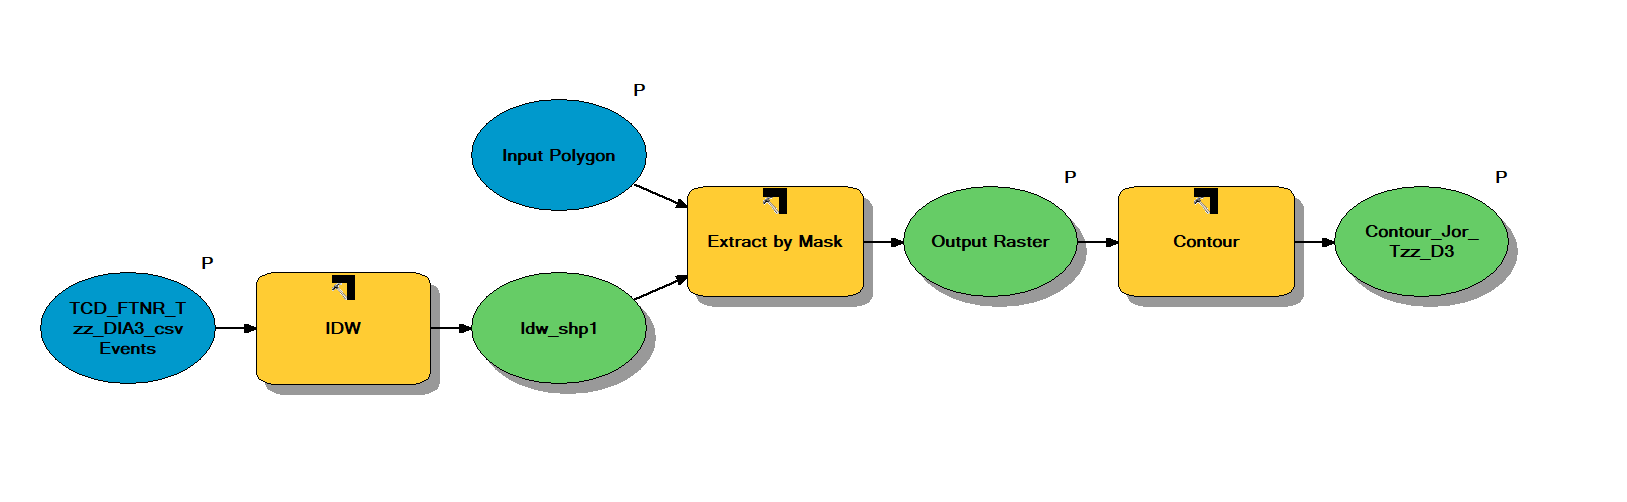 P
Input Polygon
P
P
Extract by Mask
Output Raster
Contour
Contour_Jor_
Tzz_D3
P
TCD_FTNR_T
zz_DIA3_csv
Events
IDW
Idw_shp1